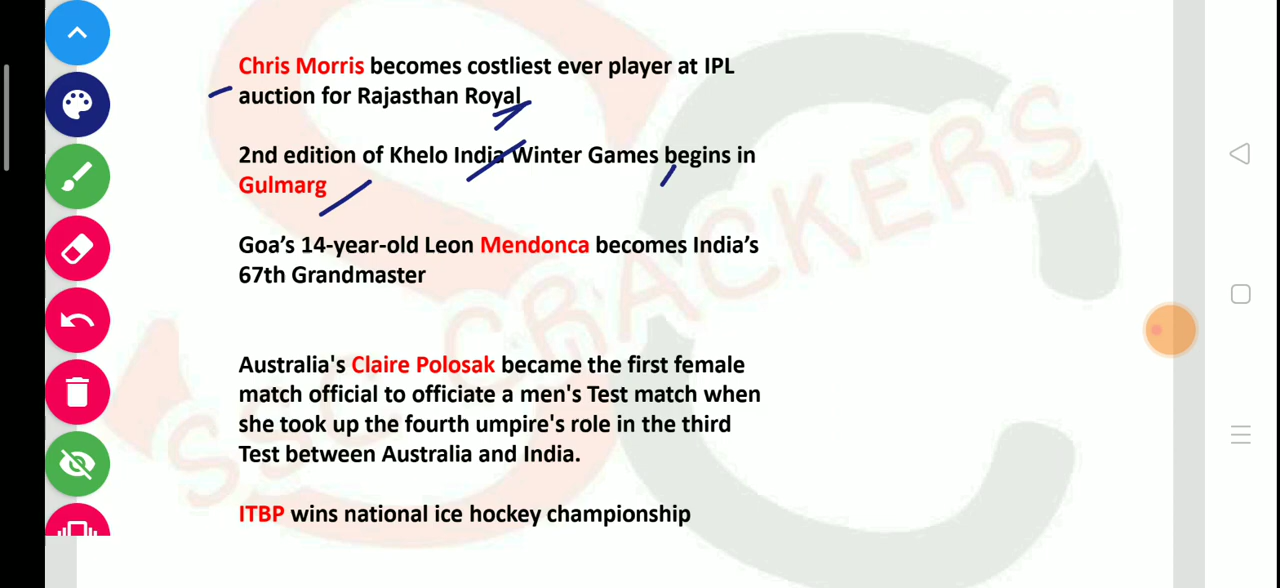 Chris Morris becomes costliest ever player at IPL
auction for Rajasthan Royal
2nd edition of Khelo India Winter Games begins in
Gulmarg
Goa’s 14-year-old Leon Mendonca becomes India’s
67th Grandmaster
Australia's Claire Polosak became the first female
match official to officiate a men's Test match when
she took up the fourth umpire's role in the third
Test between Australia and India.
ITBP wins national ice hockey championship
SSC CRACKERS